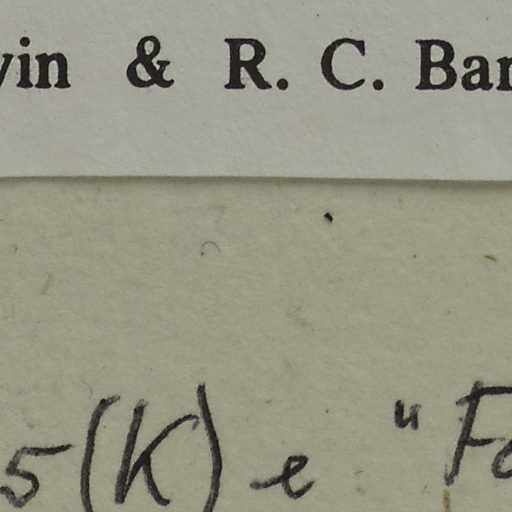 vin & R. C. Bar
5(K) e "Fo